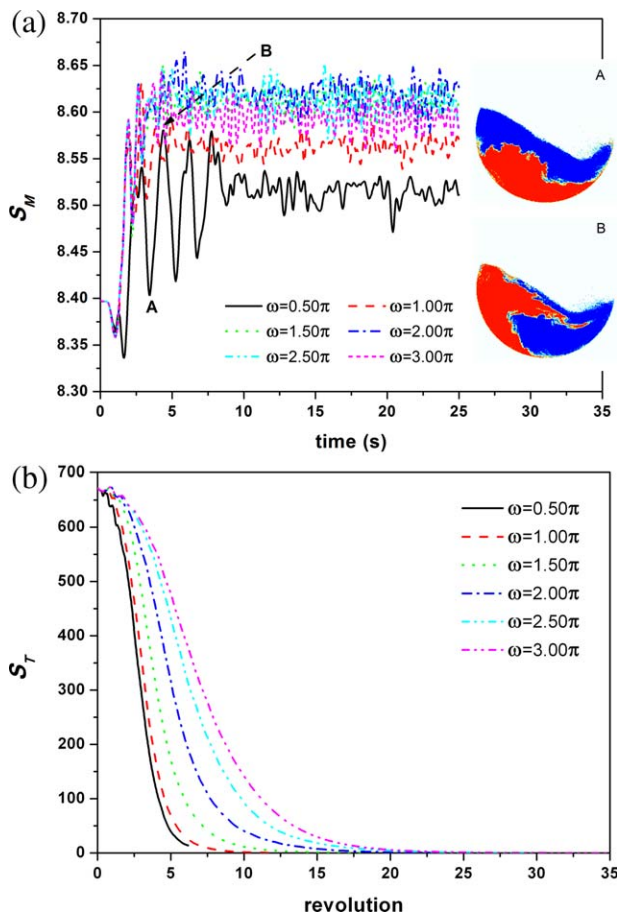 (a)
8.70
8.65
8.60
8.55
8.50
8.45
8.40
8.35
8.30
S_M
B
A
A
B
ω=0.50π ω=1.00π
ω=1.50π ω=2.00π
ω=2.50π ω=3.00π
0 5 10 15 20 25 30 35
time (s)
(b)
700
600
500
400
300
200
100
0
S_T
ω=0.50π
ω=1.00π
ω=1.50π
ω=2.00π
ω=2.50π
ω=3.00π
0 5 10 15 20 25 30 35
revolution